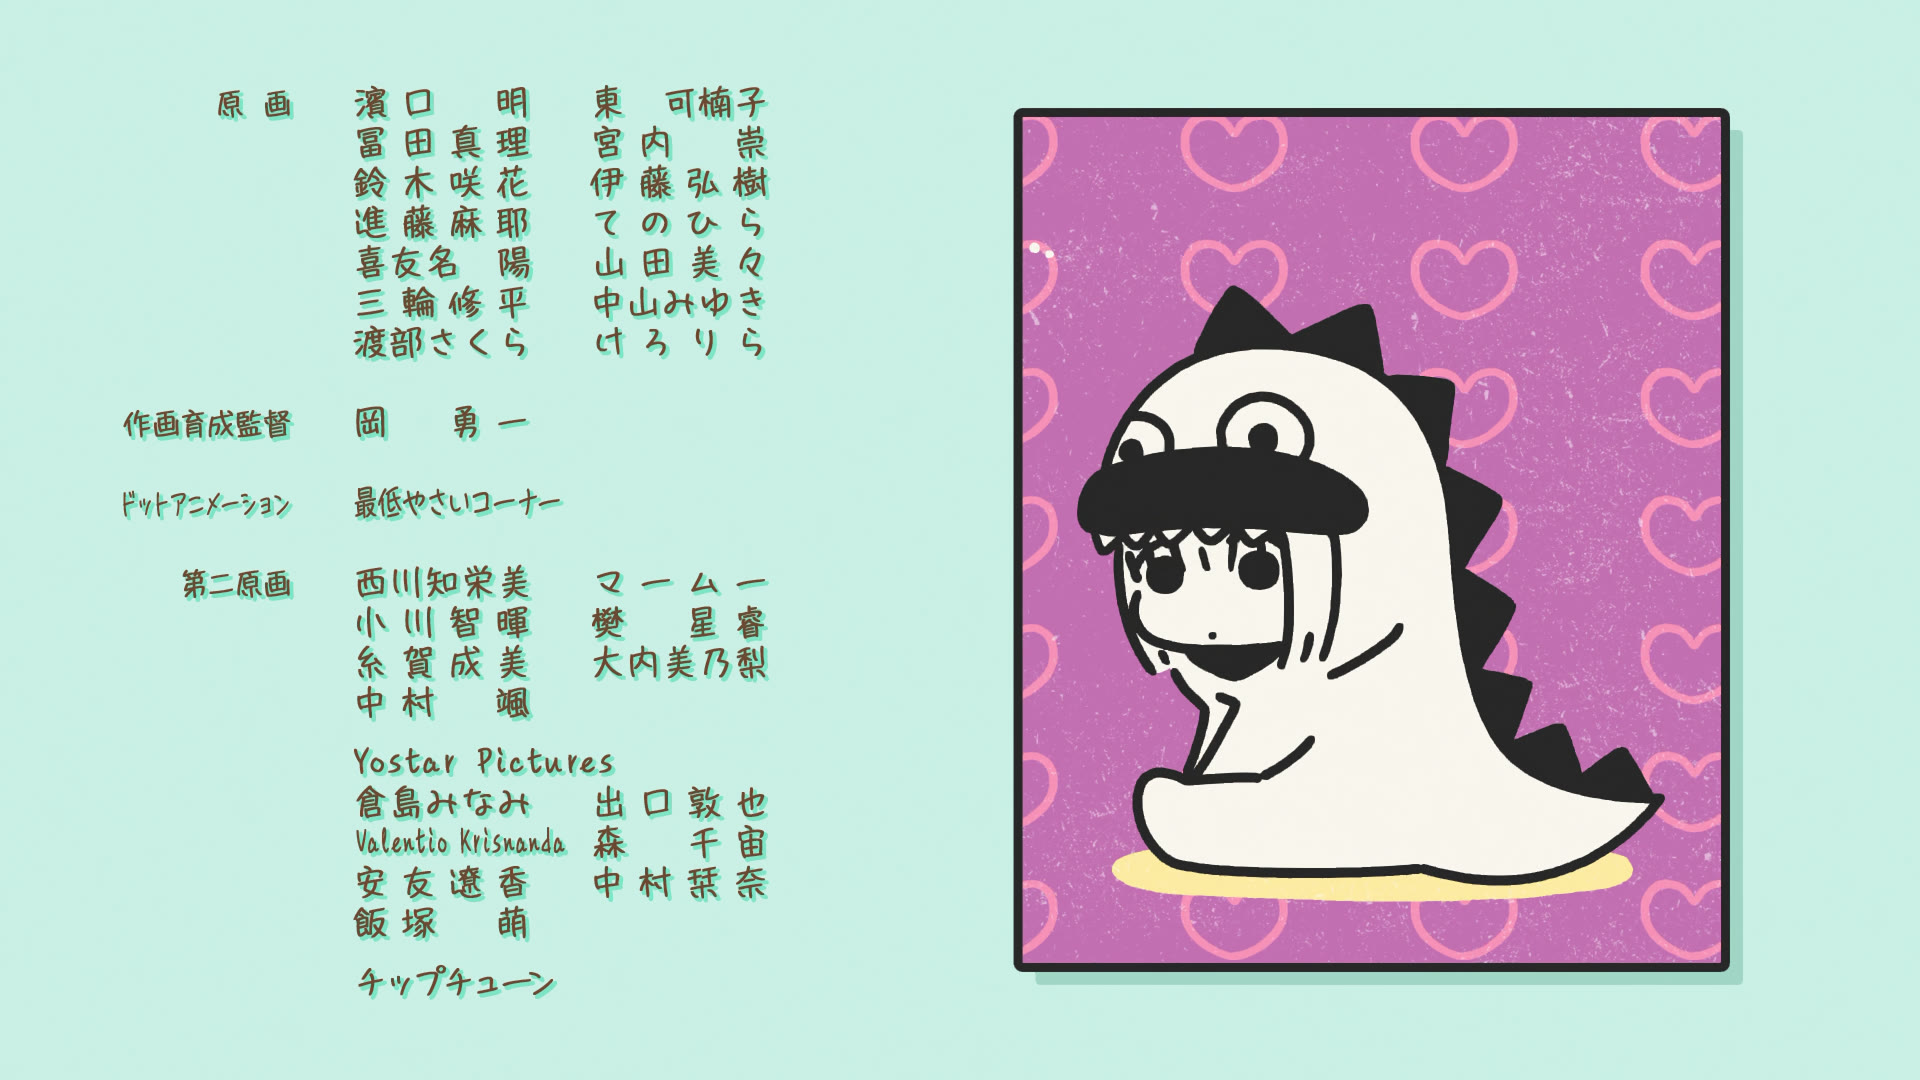 原画 濱口 明 東 可楠子
冨田真理 宮内 崇
鈴木咲花 伊藤弘樹
進藤麻耶 てのひら
喜友名 陽 山田美々
三輪修平 中山みゆき
渡部さくら けろりら
作画育成監督 岡 勇一
ドットアニメーション 最低やさいコーナー
第二原画 西川知栄美 マームー
小川智暉 樊 星睿
糸賀成美 大内美乃梨
中村 颯
Yostar Pictures
倉島みなみ 出口敦也
Valentio Krisnanda 森 千宙
安友遼香 中村栞奈
飯塚 萌
チップチューン